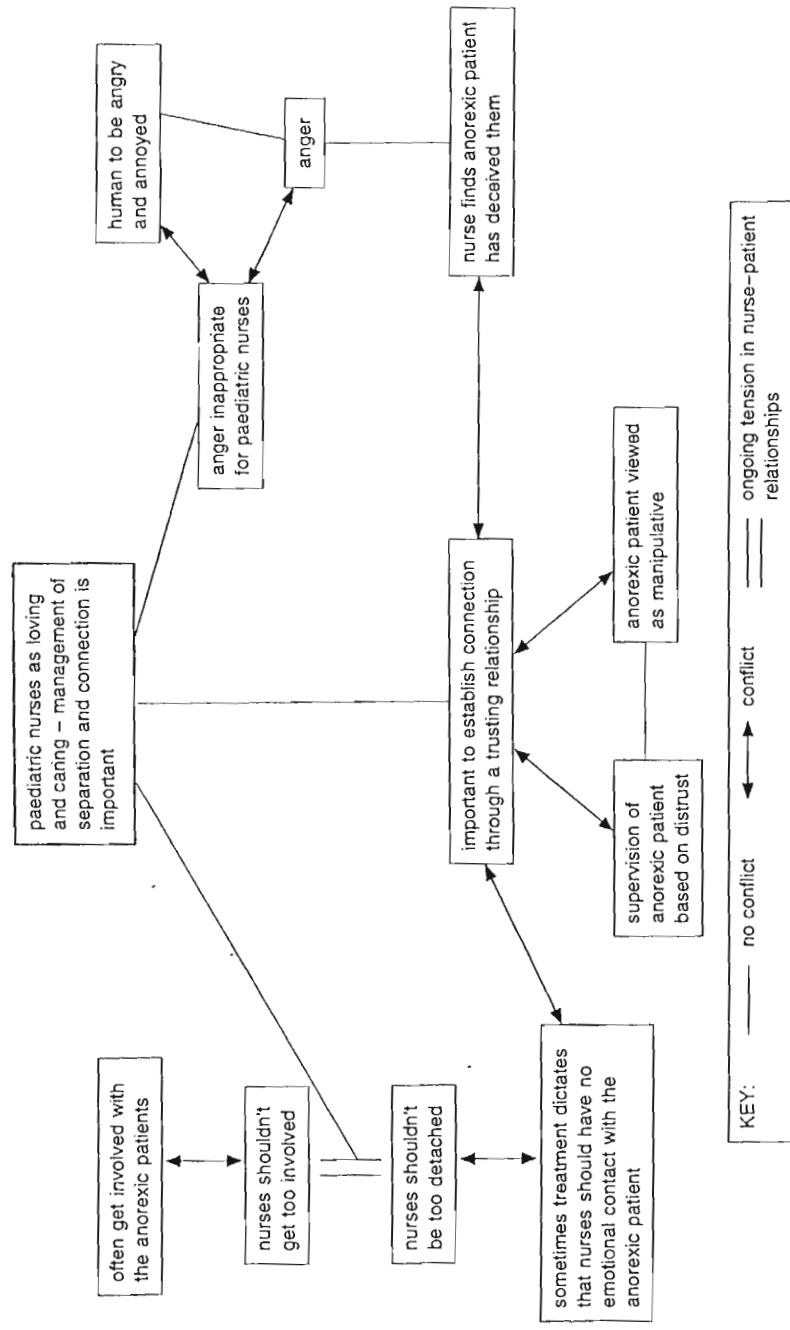 paediatric nurses as loving
and caring – management of
separation and connection is
important
often get involved with
the anorexic patients
nurses shouldn't
get too involved
nurses shouldn't
be too detached
sometimes treatment dictates
that nurses should have no
emotional contact with the
anorexic patient
important to establish connection
through a trusting relationship
supervision of
anorexic patient
based on distrust
anorexic patient viewed
as manipulative
anger inappropriate
for paediatric nurses
human to be angry
and annoyed
anger
nurse finds anorexic patient
has deceived them
KEY:
no conflict
conflict
ongoing tension in nurse–patient
relationships